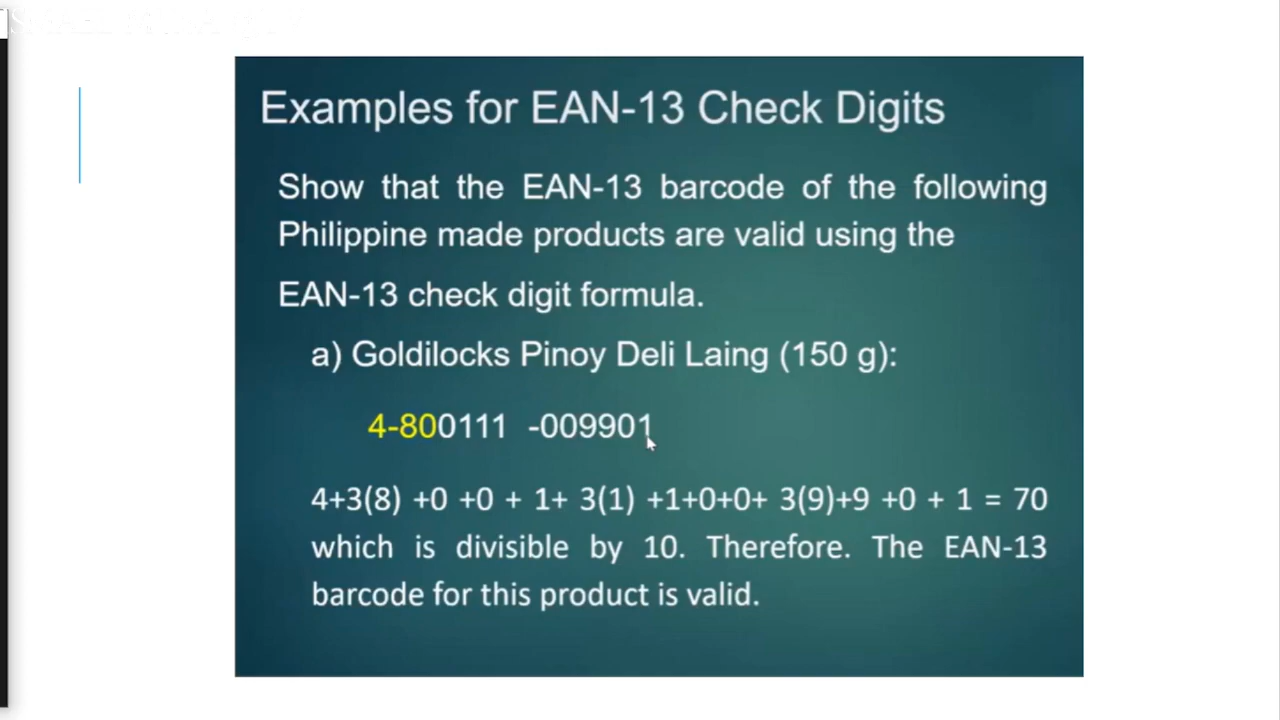 Examples for EAN-13 Check Digits
Show that the EAN-13 barcode of the following
Philippine made products are valid using the
EAN-13 check digit formula.
a) Goldilocks Pinoy Deli Laing (150 g):
4-800111 -009901
4+3(8) +0 +0 + 1+ 3(1) +1+0+0+ 3(9)+9 +0 + 1 = 70
which is divisible by 10. Therefore. The EAN-13
barcode for this product is valid.